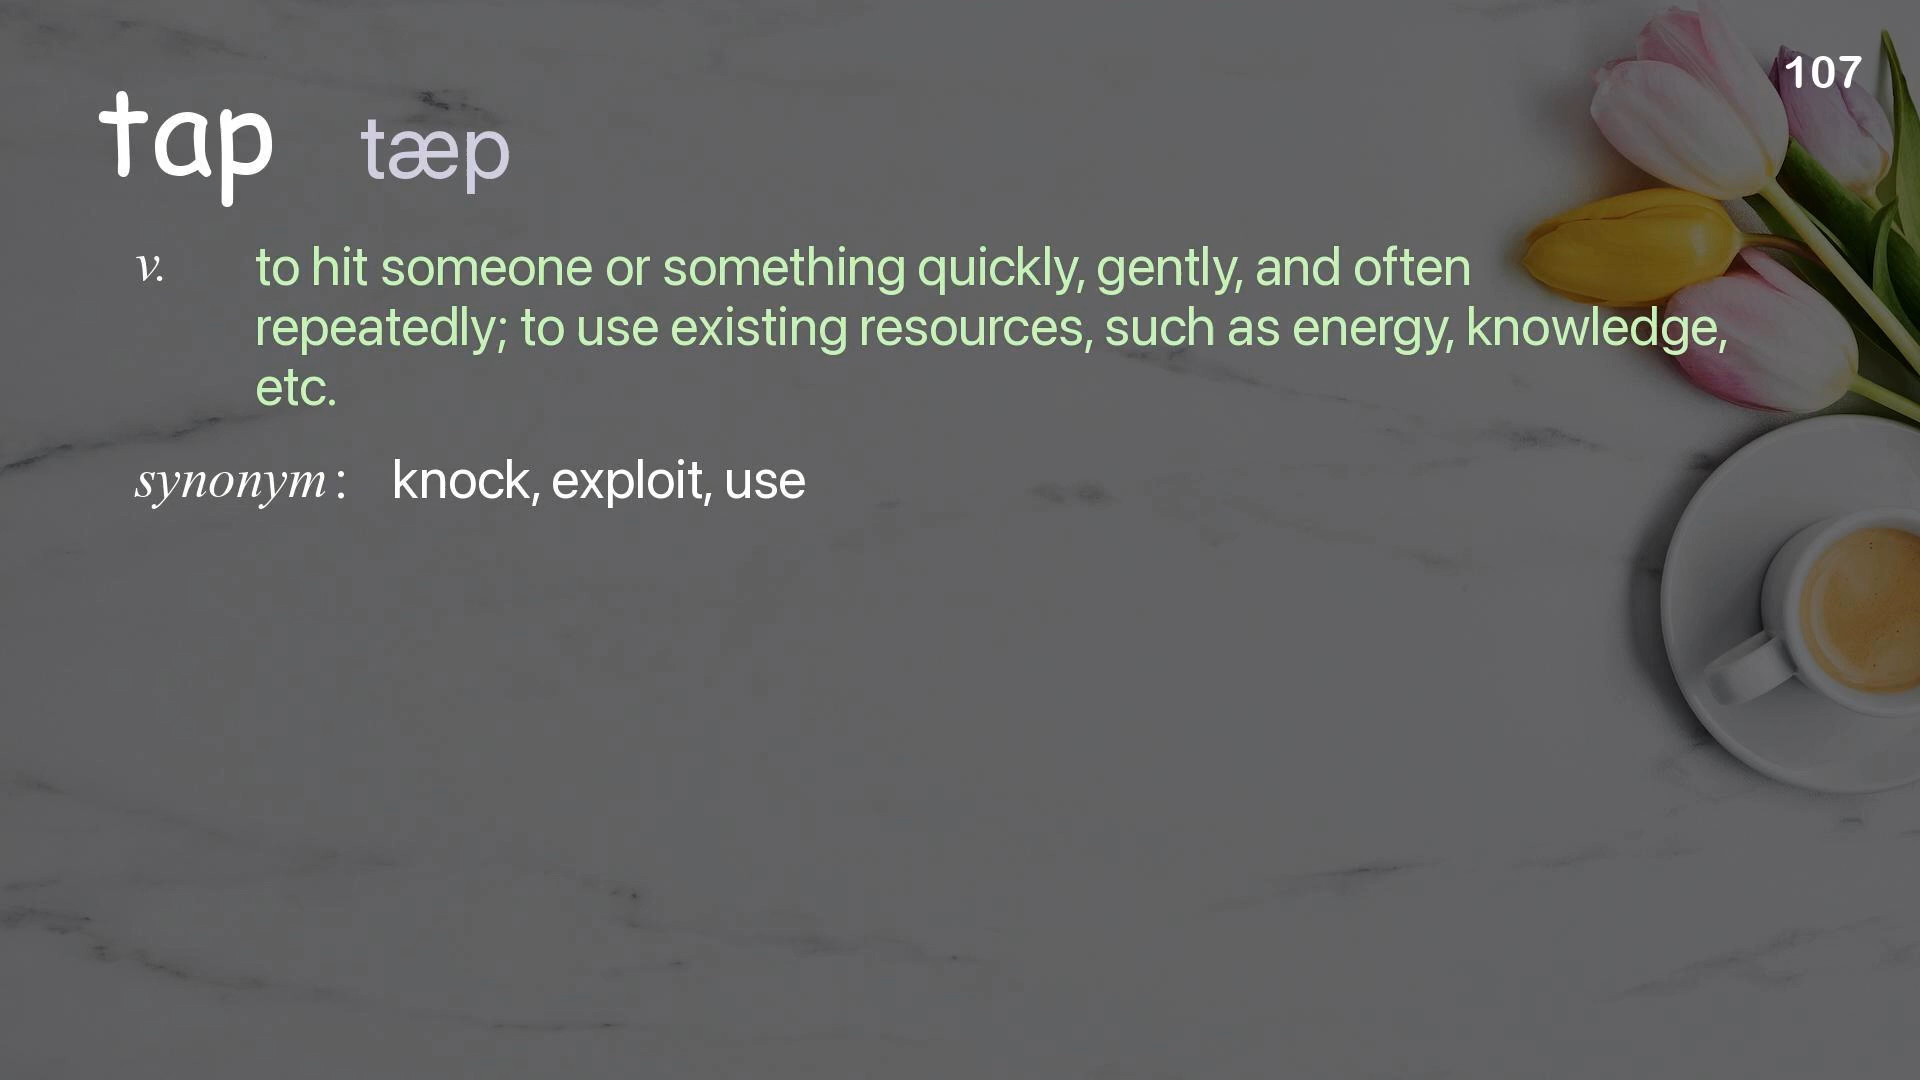 107
tap tæp
v. to hit someone or something quickly, gently, and often
repeatedly; to use existing resources, such as energy, knowledge,
etc.
synonym : knock, exploit, use